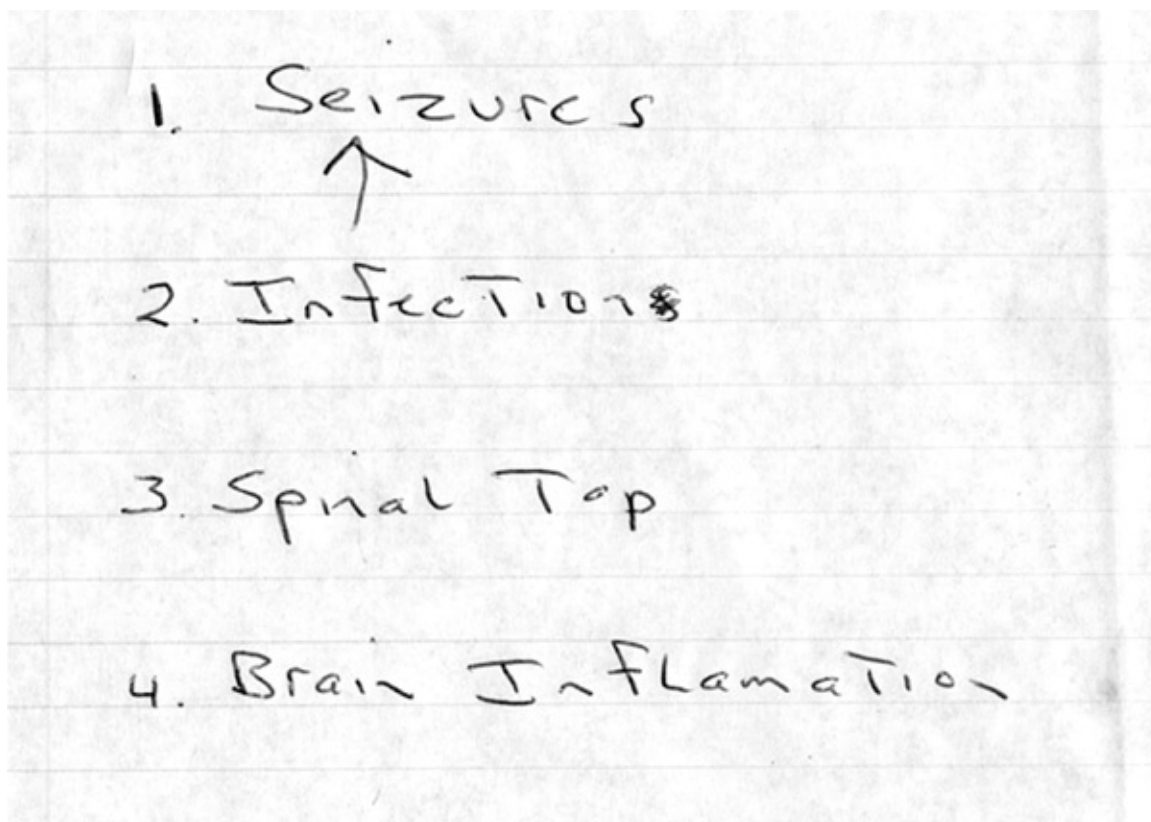 1. Seizures
↑
2. Infections
3. Spinal Tap
4. Brain Inflamation